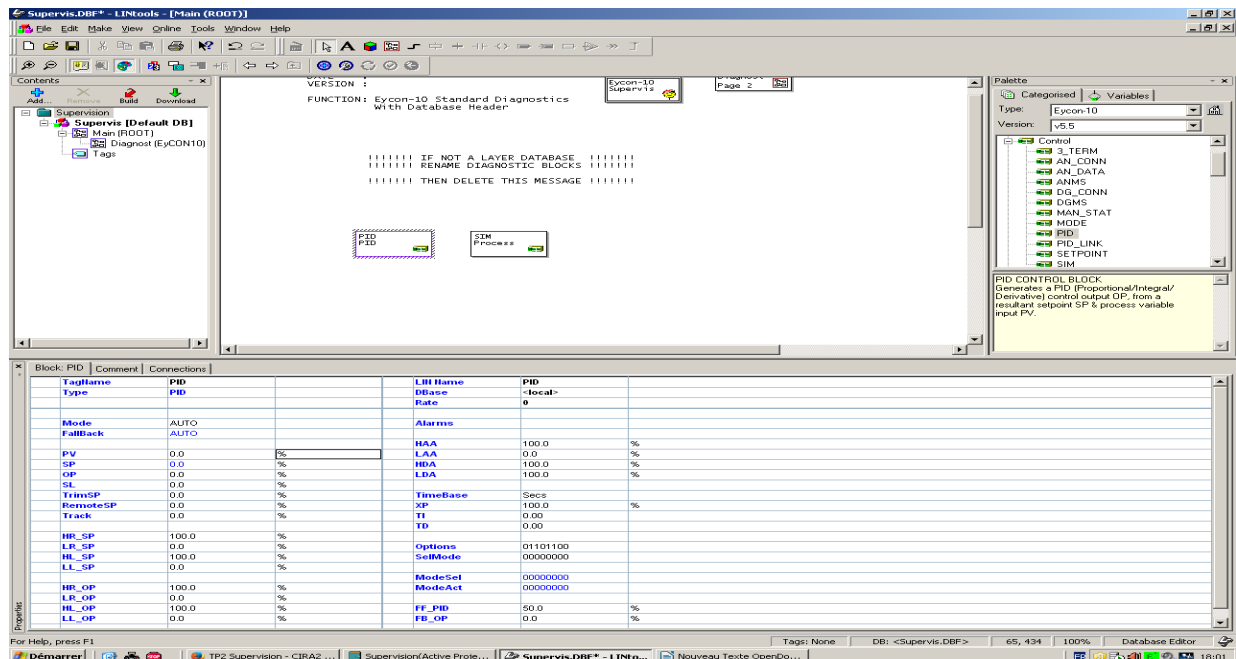 Supervis.DBF* - LINtools - [Main (ROOT)]
File Edit Make View Online Tools Window Help
Contents
Add... Remove Build Download
Supervision
Supervis [Default DB]
Main (ROOT)
Diagnost (EyCON10)
Tags
VERSION :
FUNCTION: Eycon-10 Standard Diagnostics
With Database Header
Eycon-10
Supervis
Page 2
!!!!!!! IF NOT A LAYER DATABASE !!!!!!!
!!!!!!! RENAME DIAGNOSTIC BLOCKS !!!!!!!
!!!!!!! THEN DELETE THIS MESSAGE !!!!!!!
PID
PID
SIM
Process
Palette
Categorised Variables
Type: Eycon-10
Version: v5.5
Control
3_TERM
AN_CONN
AN_DATA
ANMS
DG_CONN
DGMS
MAN_STAT
MODE
PID
PID_LINK
SETPOINT
SIM
PID CONTROL BLOCK
Generates a PID (Proportional/Integral/
Derivative) control output OP, from a
resultant setpoint SP & process variable
input PV.
Block: PID Comment Connections
TagName PID LIN Name PID
Type PID DBase <local>
Rate 0
Mode AUTO Alarms
FallBack AUTO
HAA 100.0 %
PV 0.0 % LAA 0.0 %
SP 0.0 % HDA 100.0 %
OP 0.0 % LDA 100.0 %
SL 0.0 %
TrimSP 0.0 % TimeBase Secs
RemoteSP 0.0 % XP 100.0 %
Track 0.0 % TI 0.00
TD 0.00
HR_SP 100.0 %
LR_SP 0.0 % Options 01101100
HL_SP 100.0 % SelMode 00000000
LL_SP 0.0 %
ModeSel 00000000
HR_OP 100.0 % ModeAct 00000000
LR_OP 0.0 %
HL_OP 100.0 % FF_PID 50.0 %
LL_OP 0.0 % FB_OP 0.0 %
Properties
For Help, press F1
Tags: None DB: <Supervis.DBF> 65, 434 100% Database Editor
Démarrer TP2 Supervision - CIRA2 ... Supervision(Active Proje... Supervis.DBF* - LINto... Nouveau Texte OpenDo... FR 18:01